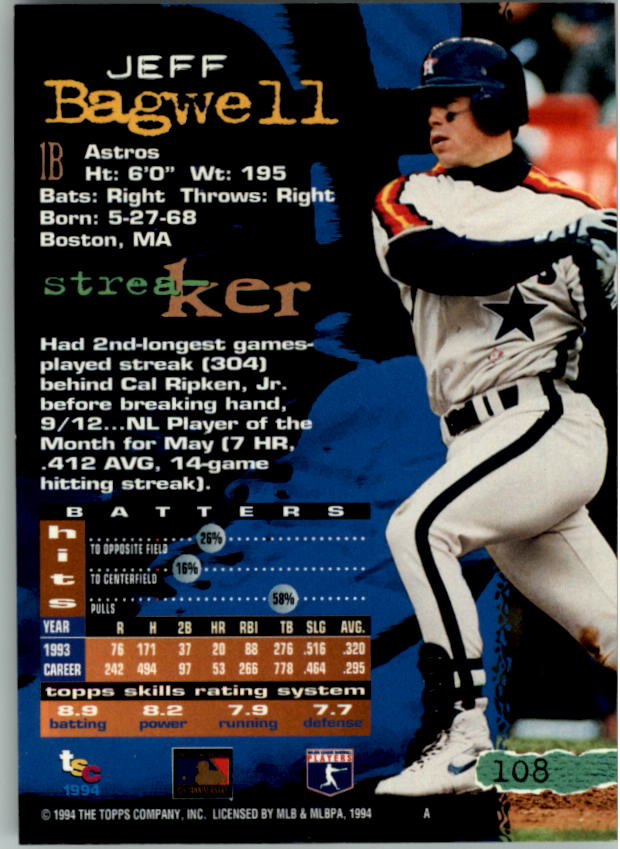 JEFF
Bagwell
1B
Astros
Ht: 6'0" Wt: 195
Bats: Right Throws: Right
Born: 5-27-68
Boston, MA
streaker
Had 2nd-longest games-
played streak (304)
behind Cal Ripken, Jr.
before breaking hand,
9/12...NL Player of the
Month for May (7 HR,
.412 AVG, 14-game
hitting streak).
BATTERS
hits
TO OPPOSITE FIELD 26%
TO CENTERFIELD 16%
PULLS 58%
YEAR R H 2B HR RBI TB SLG AVG.
1993 76 171 37 20 88 276 .516 .320
CAREER 242 494 97 53 266 778 .464 .295
topps skills rating system
8.9 8.2 7.9 7.7
batting power running defense
tsc
1994
PLAYERS
108
© 1994 THE TOPPS COMPANY, INC. LICENSED BY MLB & MLBPA, 1994 A